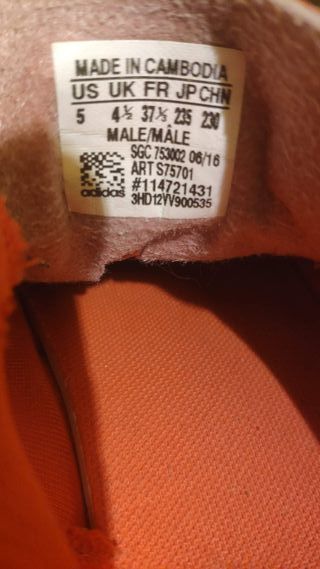 MADE IN CAMBODIA
US UK FR JP CHN
5 4½ 37⅓ 235 230
MALE/MÂLE
SGC 753002 06/16
ART S75701
#114721431
3HD12VV900535
adidas